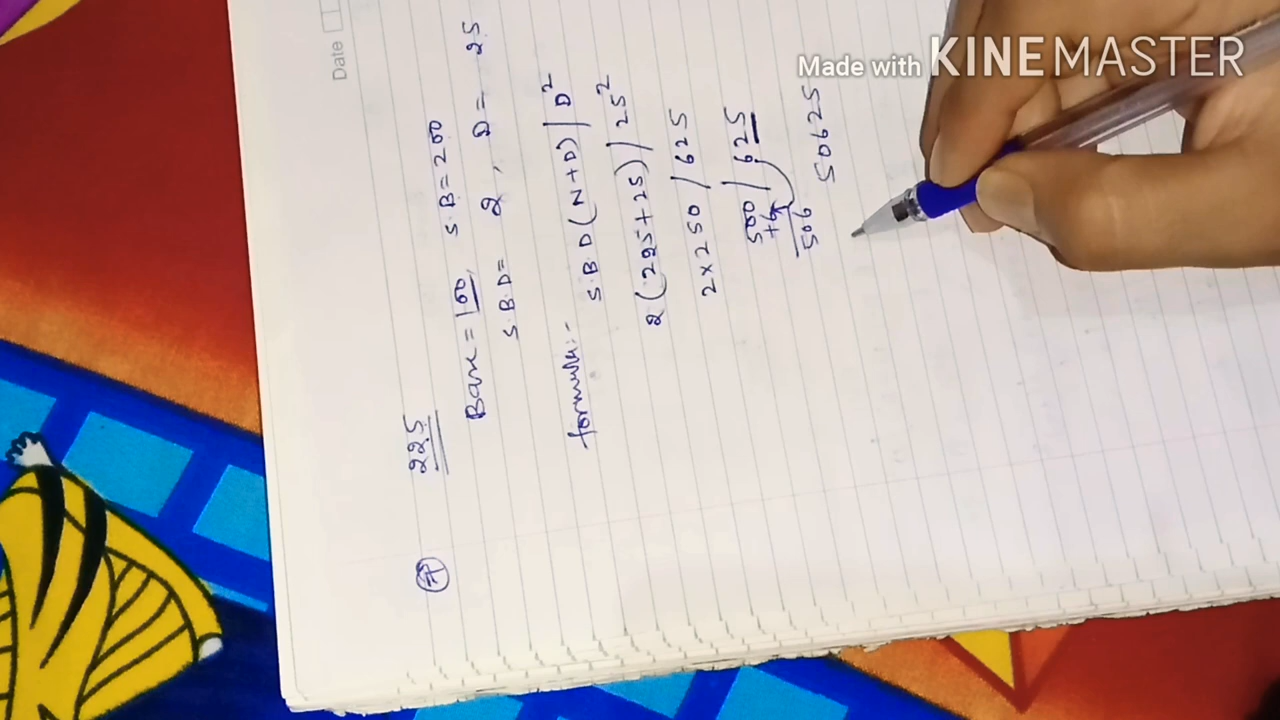 Made with KINEMASTER
Date
7 225
Base = 100, S.B = 200
S.B.D = 2, D = 25
formula:-
S.B.D (N+D) / D²
2 (225+25) / 25²
2×250 / 625
500 / 625
+6
506
50625